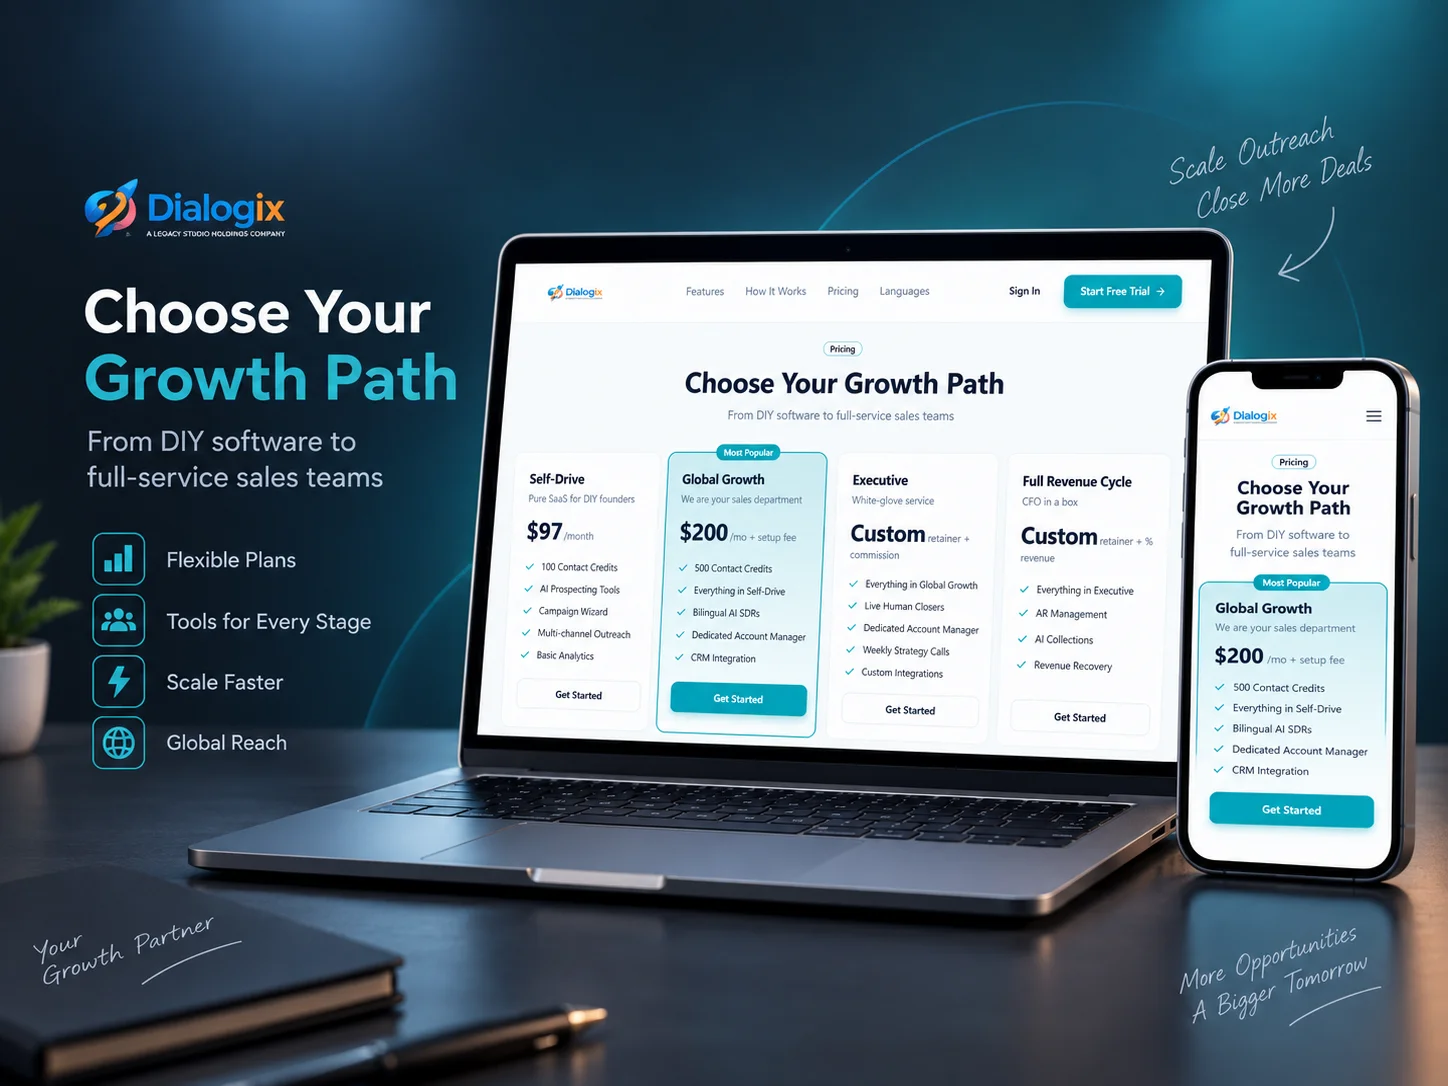 Dialogix
A LEGACY STUDIO HOLDINGS COMPANY
Choose Your
Growth Path
From DIY software to
full-service sales teams
Flexible Plans
Tools for Every Stage
Scale Faster
Global Reach
Scale Outreach
Close More Deals
Dialogix
Features
How It Works
Pricing
Languages
Sign In
Start Free Trial →
Pricing
Choose Your Growth Path
From DIY software to full-service sales teams
Self-Drive
Pure SaaS for DIY founders
$97 /month
✓ 100 Contact Credits
✓ AI Prospecting Tools
✓ Campaign Wizard
✓ Multi-channel Outreach
✓ Basic Analytics
Get Started
Most Popular
Global Growth
We are your sales department
$200 /mo + setup fee
✓ 500 Contact Credits
✓ Everything in Self-Drive
✓ Bilingual AI SDRs
✓ Dedicated Account Manager
✓ CRM Integration
Get Started
Executive
White-glove service
Custom retainer +
commission
✓ Everything in Global Growth
✓ Live Human Closers
✓ Dedicated Account Manager
✓ Weekly Strategy Calls
✓ Custom Integrations
Get Started
Full Revenue Cycle
CFO in a box
Custom retainer + %
revenue
✓ Everything in Executive
✓ AR Management
✓ AI Collections
✓ Revenue Recovery
Get Started
Dialogix
Pricing
Choose Your
Growth Path
From DIY software to
full-service sales teams
Most Popular
Global Growth
We are your sales department
$200 /mo + setup fee
✓ 500 Contact Credits
✓ Everything in Self-Drive
✓ Bilingual AI SDRs
✓ Dedicated Account Manager
✓ CRM Integration
Get Started
Your
Growth Partner
More Opportunities
A Bigger Tomorrow